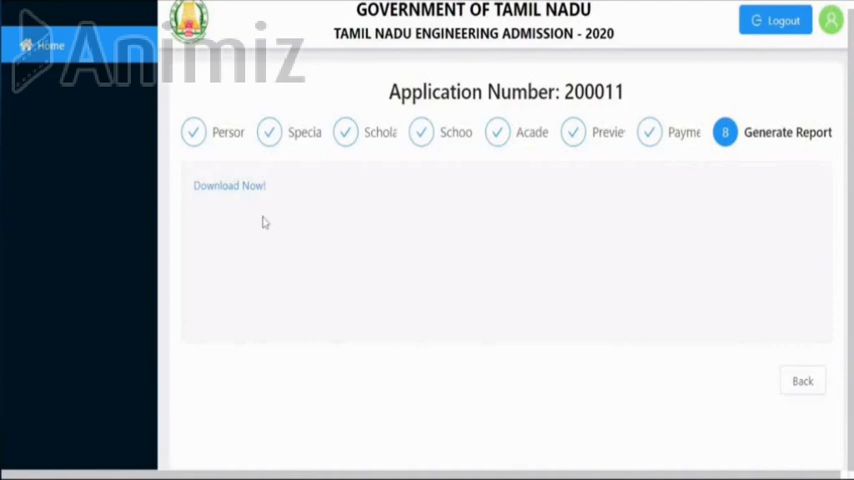 GOVERNMENT OF TAMIL NADU
Logout
Home
TAMIL NADU ENGINEERING ADMISSION - 2020
Animiz
Application Number: 200011
Person Specia Schola Schoo Acade Previe Payme 8 Generate Report
Download Now!
Back